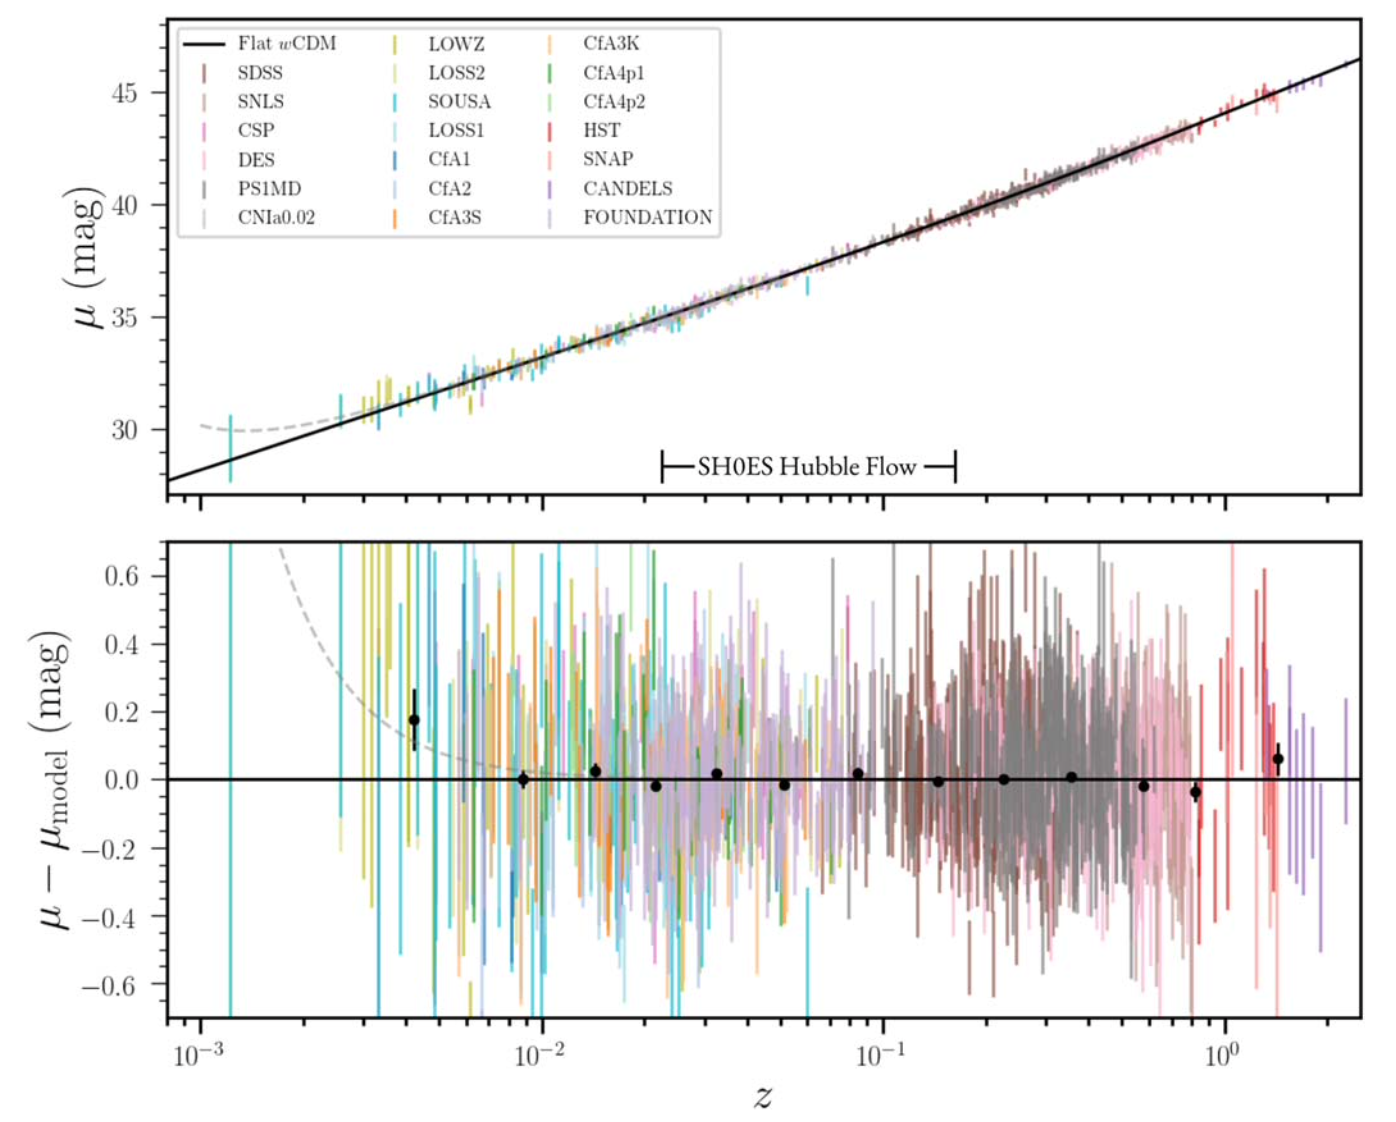 Flat wCDM
SDSS
SNLS
CSP
DES
PS1MD
CNIa0.02
LOWZ
LOSS2
SOUSA
LOSS1
CfA1
CfA2
CfA3S
CfA3K
CfA4p1
CfA4p2
HST
SNAP
CANDELS
FOUNDATION
μ (mag)
45
40
35
30
SH0ES Hubble Flow
μ − μmodel (mag)
0.6
0.4
0.2
0.0
−0.2
−0.4
−0.6
10⁻³ 10⁻² 10⁻¹ 10⁰
z